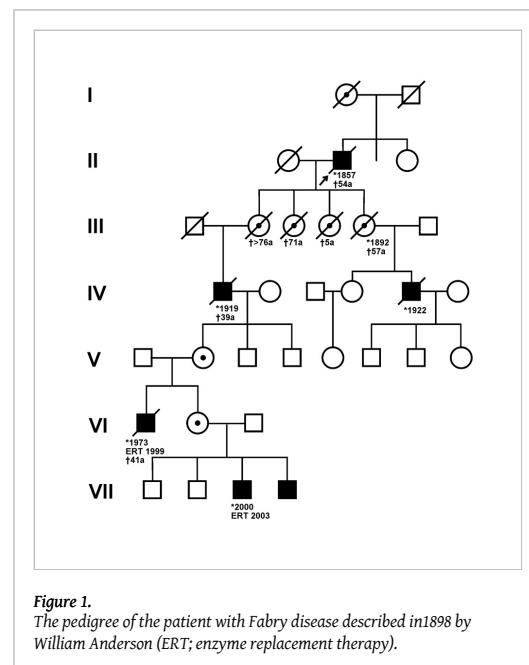 I
II
*1857
†54a
III
†>76a
†71a
†5a
*1892
†57a
IV
*1919
†39a
*1922
V
VI
*1973
ERT 1999
†41a
VII
*2000
ERT 2003
Figure 1.
The pedigree of the patient with Fabry disease described in1898 by
William Anderson (ERT; enzyme replacement therapy).